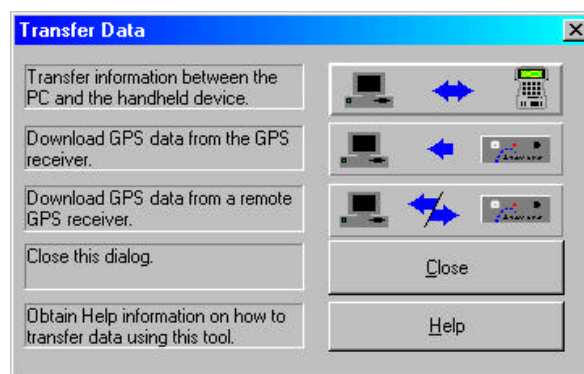 Transfer Data
Transfer information between the
PC and the handheld device.
Download GPS data from the GPS
receiver.
Download GPS data from a remote
GPS receiver.
Close this dialog.
Close
Obtain Help information on how to
transfer data using this tool.
Help